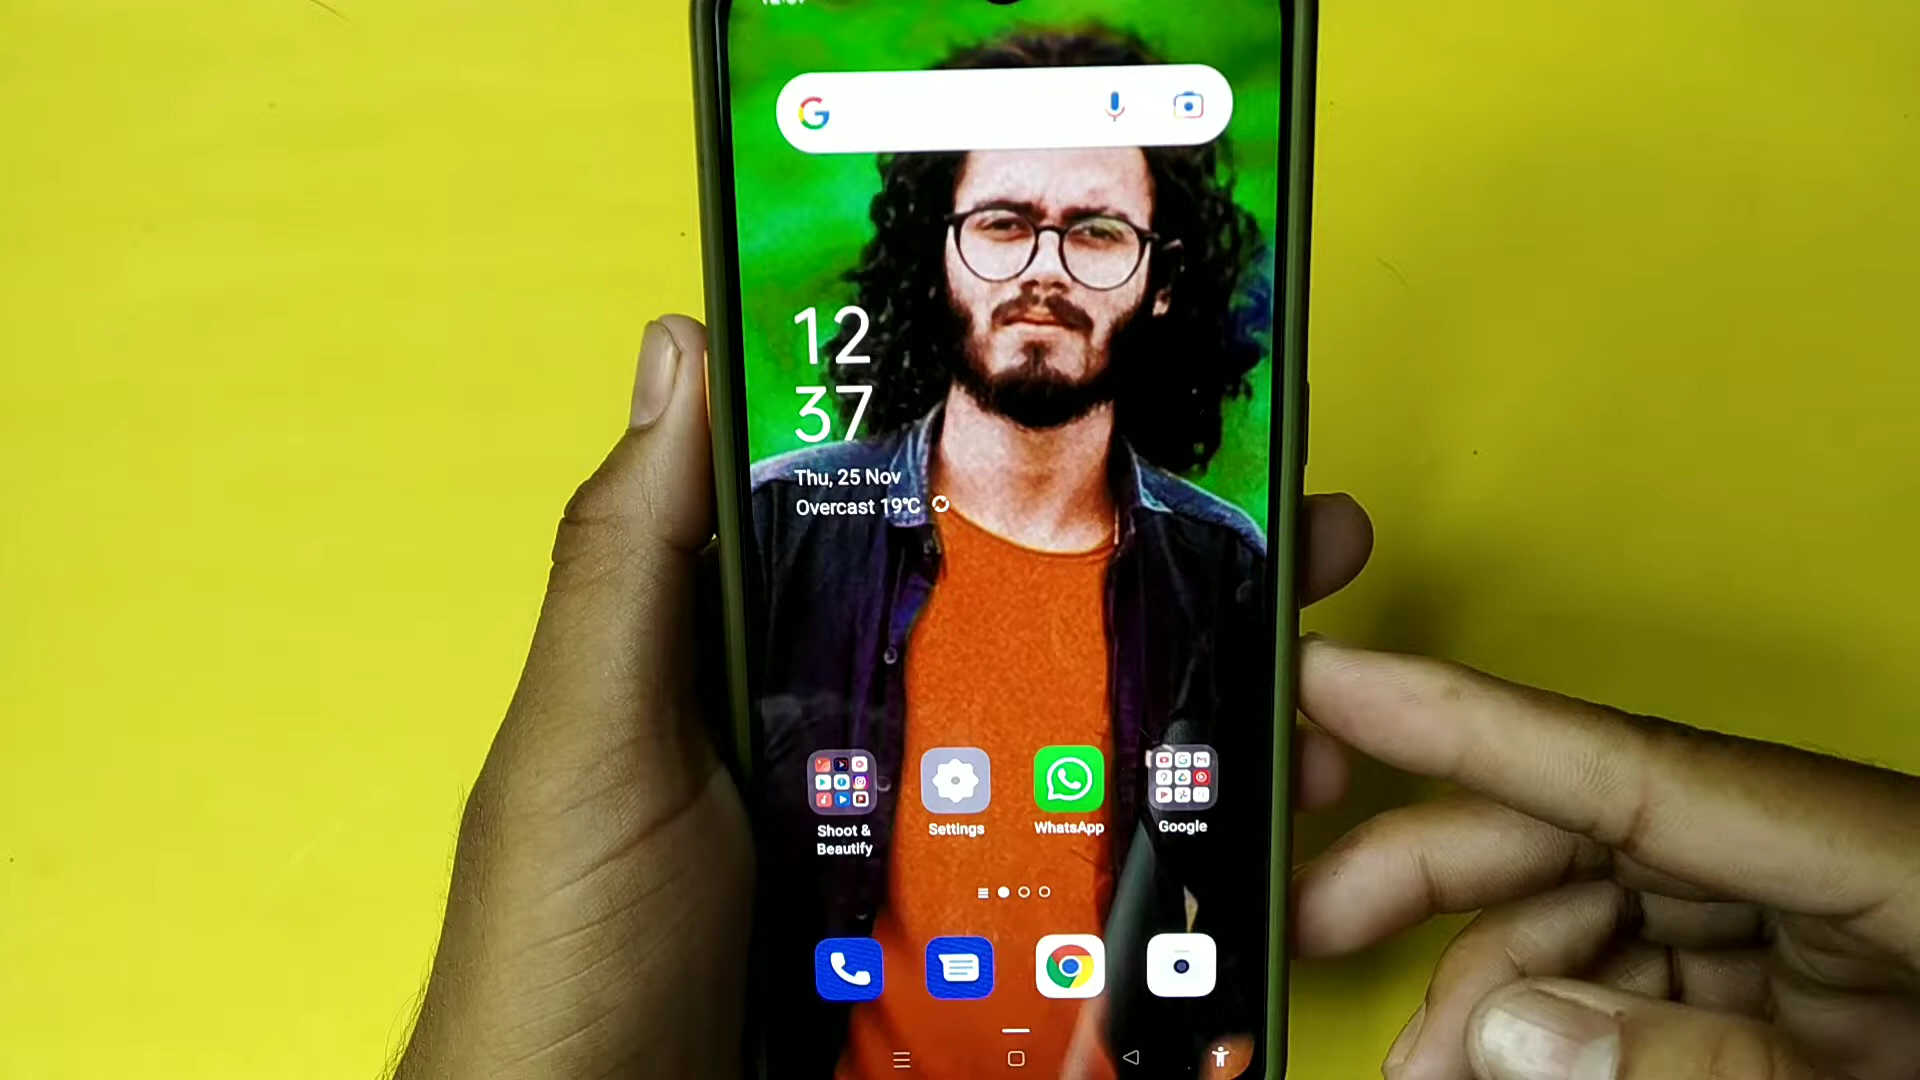 12
37
Thu, 25 Nov
Overcast 19℃
Shoot &
Beautify
Settings
WhatsApp
Google